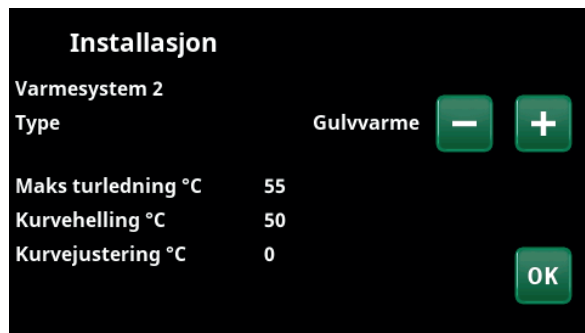 Installasjon
Varmesystem 2
Type Gulvvarme − +
Maks turledning °C 55
Kurvehelling °C 50
Kurvejustering °C 0
OK